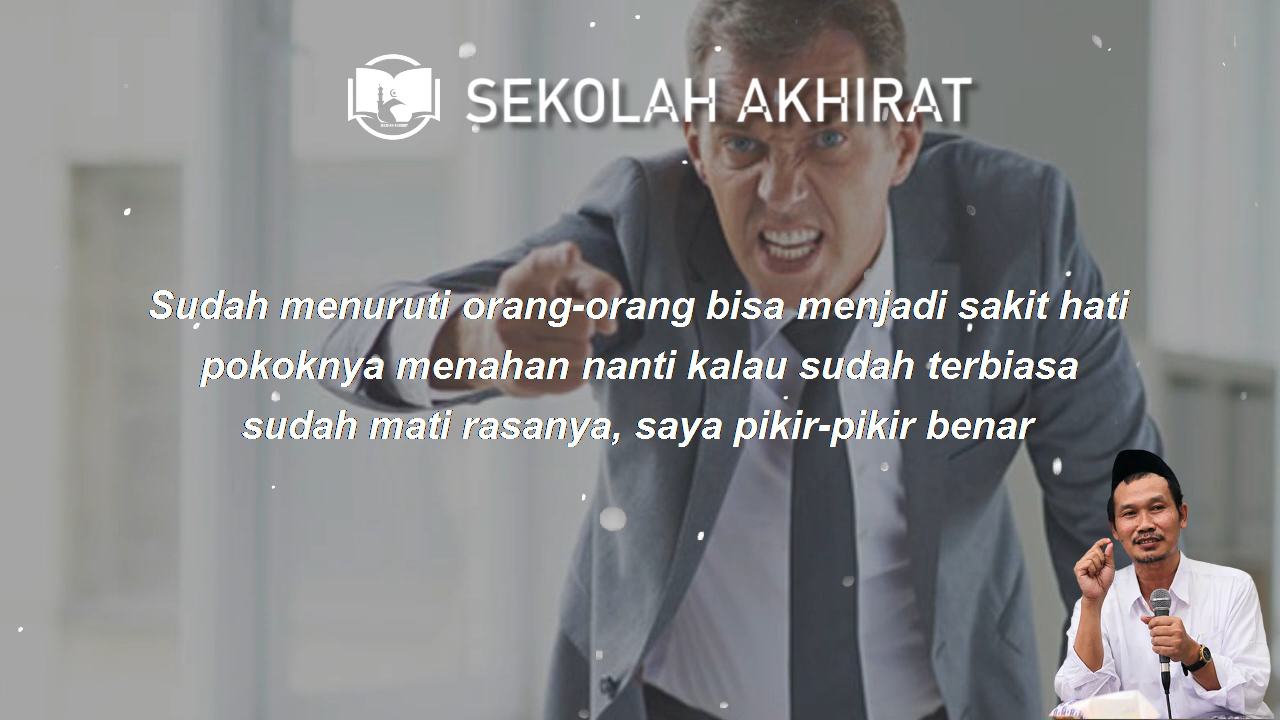 SEKOLAH AKHIRAT
Sudah menuruti orang-orang bisa menjadi sakit hati
pokoknya menahan nanti kalau sudah terbiasa
sudah mati rasanya, saya pikir-pikir benar